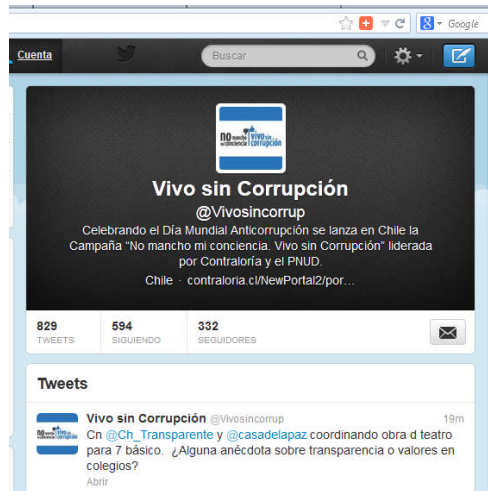 Google
Cuenta
Buscar
NO mancho mi conciencia VIVO sin corrupción
Vivo sin Corrupción
@Vivosincorrup
Celebrando el Día Mundial Anticorrupción se lanza en Chile la
Campaña “No mancho mi conciencia. Vivo sin Corrupción” liderada
por Contraloría y el PNUD.
Chile · contraloria.cl/NewPortal2/por…
829 594 332
TWEETS SIGUIENDO SEGUIDORES
Tweets
Vivo sin Corrupción @Vivosincorrup 19m
Cn @Ch_Transparente y @casadelapaz coordinando obra d teatro
para 7 básico. ¿Alguna anécdota sobre transparencia o valores en
colegios?
Abrir